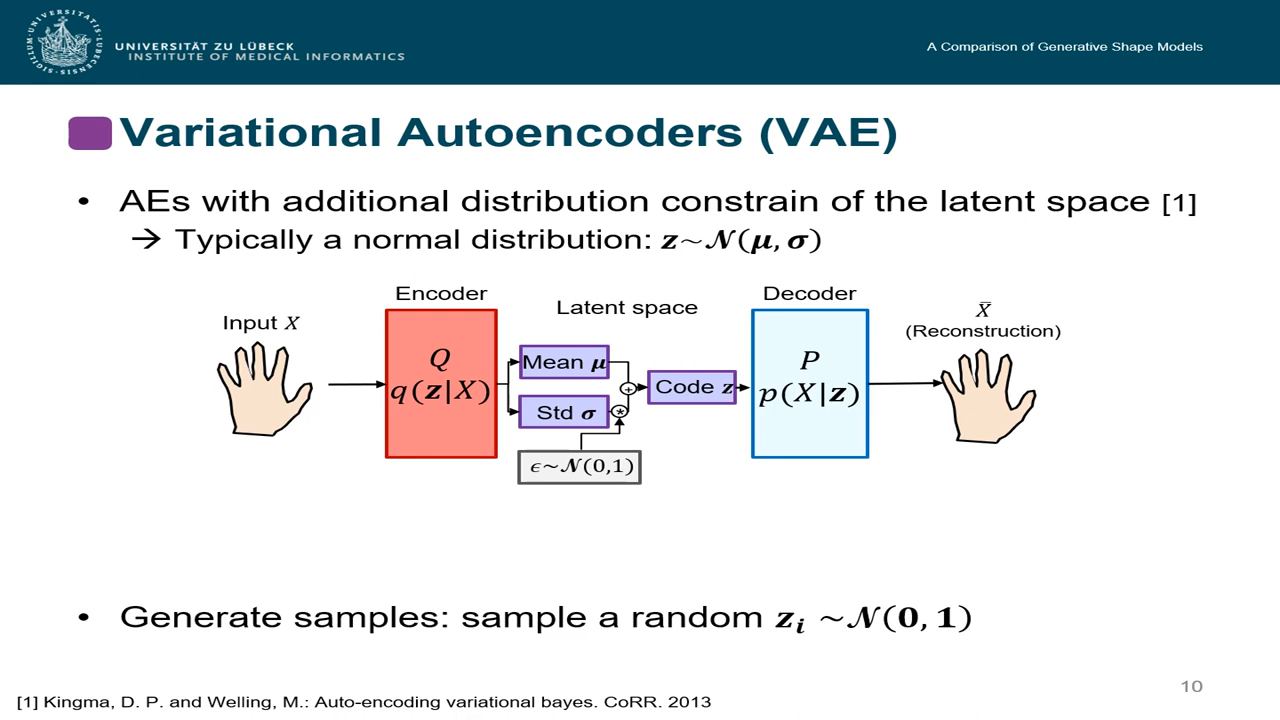 UNIVERSITÄT ZU LÜBECK
INSTITUTE OF MEDICAL INFORMATICS
A Comparison of Generative Shape Models
Variational Autoencoders (VAE)
• AEs with additional distribution constrain of the latent space [1]
→ Typically a normal distribution: z~𝒩(μ, σ)
Encoder
Latent space
Decoder
Input X
X̅
(Reconstruction)
Q
q(z|X)
Mean μ
Std σ
+
*
Code z
P
p(X|z)
ϵ~𝒩(0,1)
• Generate samples: sample a random zᵢ ~𝒩(0, 1)
10
[1] Kingma, D. P. and Welling, M.: Auto-encoding variational bayes. CoRR. 2013